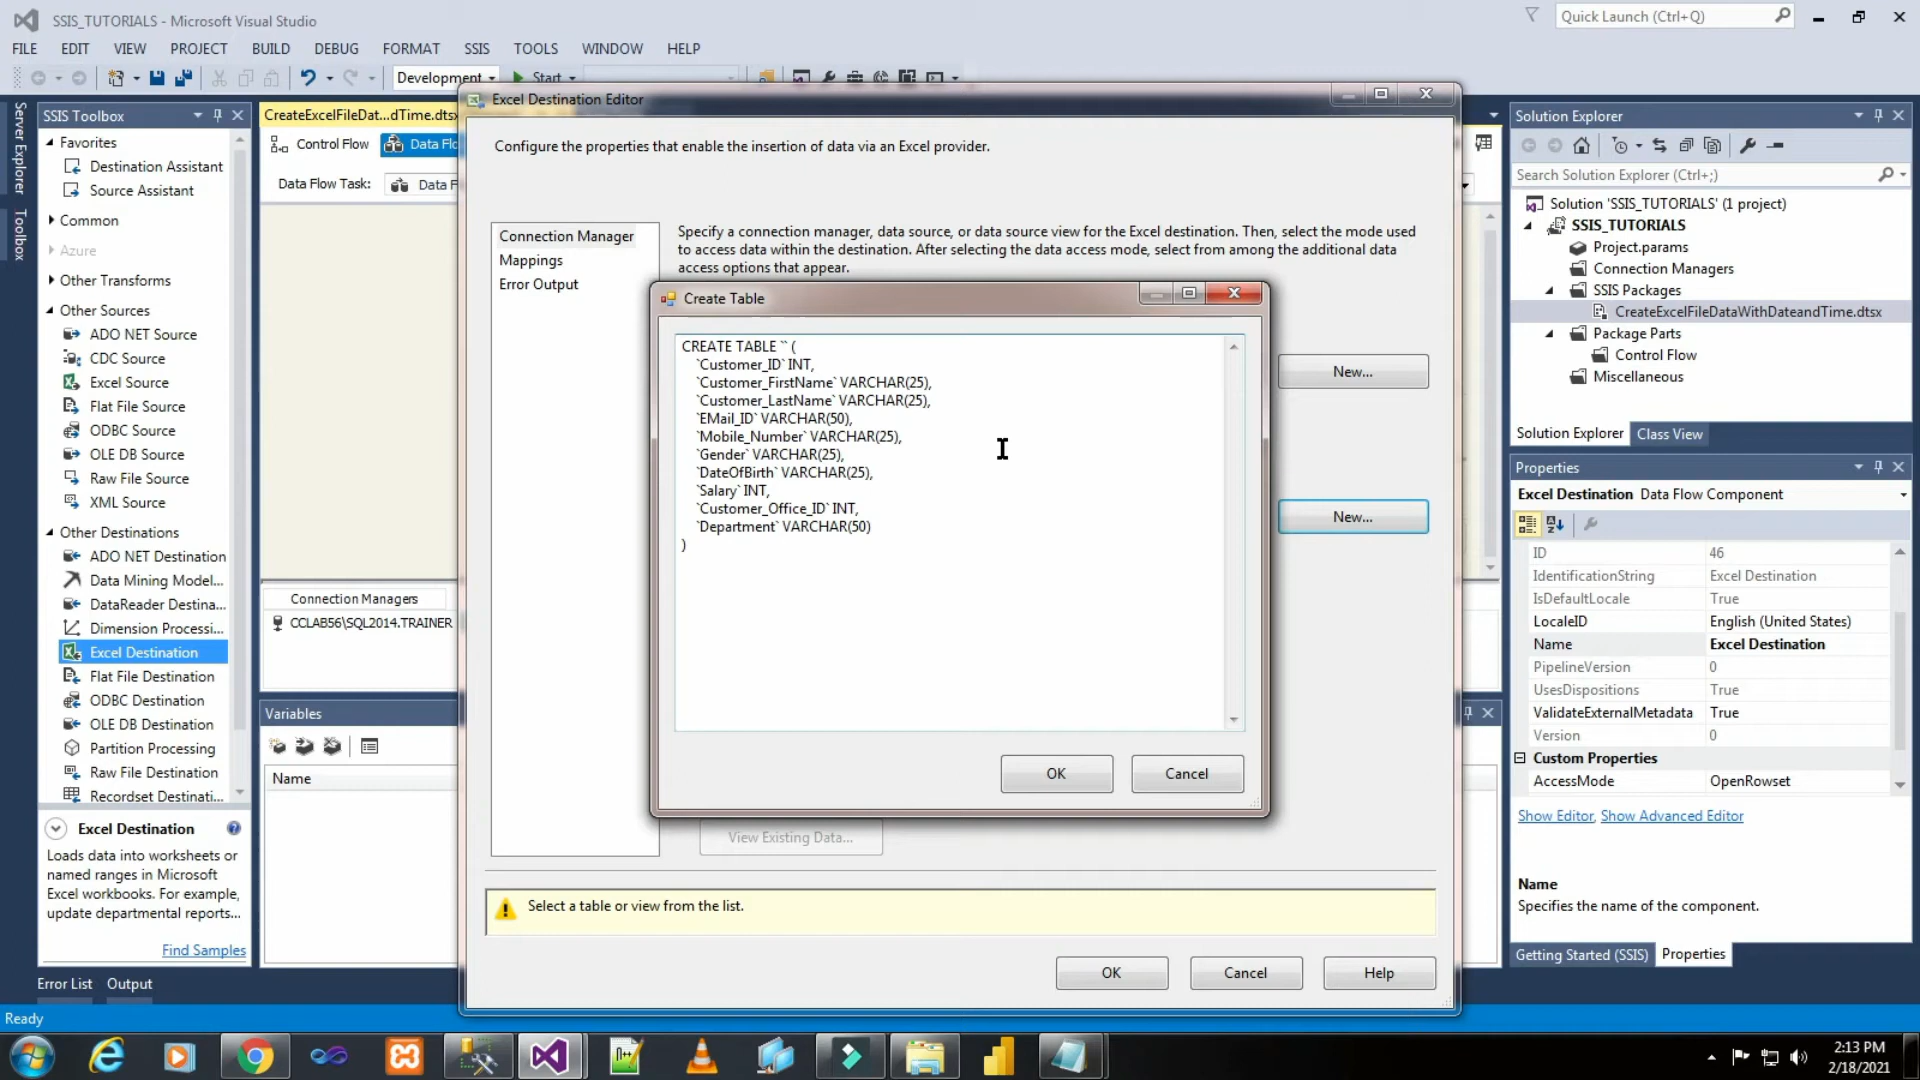 SSIS_TUTORIALS - Microsoft Visual Studio
Quick Launch (Ctrl+Q)
FILE EDIT VIEW PROJECT BUILD DEBUG FORMAT SSIS TOOLS WINDOW HELP
Development Start
Server Explorer
Toolbox
SSIS Toolbox
Favorites
Destination Assistant
Source Assistant
Common
Azure
Other Transforms
Other Sources
ADO NET Source
CDC Source
Excel Source
Flat File Source
ODBC Source
OLE DB Source
Raw File Source
XML Source
Other Destinations
ADO NET Destination
Data Mining Model...
DataReader Destina...
Dimension Processi...
Excel Destination
Flat File Destination
ODBC Destination
OLE DB Destination
Partition Processing
Raw File Destination
Recordset Destinati...
Excel Destination
Loads data into worksheets or
named ranges in Microsoft
Excel workbooks. For example,
update departmental reports...
Find Samples
Error List Output
Ready
CreateExcelFileDat...dTime.dtsx
Control Flow Data Flo
Data Flow Task: Data F
Connection Managers
CCLAB56\SQL2014.TRAINER
Variables
Name
Excel Destination Editor
Configure the properties that enable the insertion of data via an Excel provider.
Connection Manager
Mappings
Error Output
Specify a connection manager, data source, or data source view for the Excel destination. Then, select the mode used
to access data within the destination. After selecting the data access mode, select from among the additional data
access options that appear.
New...
New...
View Existing Data...
Select a table or view from the list.
OK Cancel Help
Create Table
CREATE TABLE `` (
`Customer_ID` INT,
`Customer_FirstName` VARCHAR(25),
`Customer_LastName` VARCHAR(25),
`EMail_ID` VARCHAR(50),
`Mobile_Number` VARCHAR(25),
`Gender` VARCHAR(25),
`DateOfBirth` VARCHAR(25),
`Salary` INT,
`Customer_Office_ID` INT,
`Department` VARCHAR(50)
)
OK Cancel
Solution Explorer
Search Solution Explorer (Ctrl+;)
Solution 'SSIS_TUTORIALS' (1 project)
SSIS_TUTORIALS
Project.params
Connection Managers
SSIS Packages
CreateExcelFileDataWithDateandTime.dtsx
Package Parts
Control Flow
Miscellaneous
Solution Explorer Class View
Properties
Excel Destination Data Flow Component
ID 46
IdentificationString Excel Destination
IsDefaultLocale True
LocaleID English (United States)
Name Excel Destination
PipelineVersion 0
UsesDispositions True
ValidateExternalMetadata True
Version 0
Custom Properties
AccessMode OpenRowset
Show Editor, Show Advanced Editor
Name
Specifies the name of the component.
Getting Started (SSIS) Properties
2:13 PM
2/18/2021